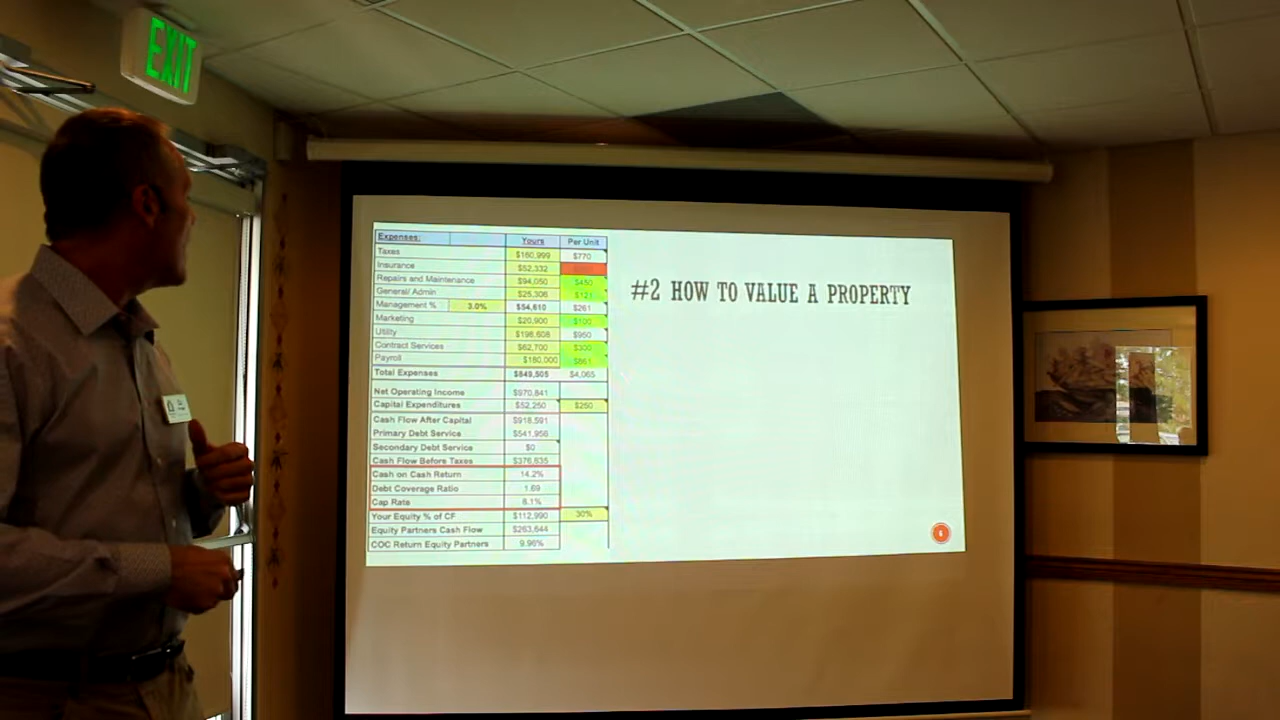 EXIT
Expenses: Yours Per Unit
Taxes $160,999 $770
Insurance $52,332
Repairs and Maintenance $94,050 $450
General/ Admin $25,306 $121
Management % 3.0% $54,610 $261
Marketing $20,900 $100
Utility $198,608 $950
Contract Services $62,700 $300
Payroll $180,000 $861
Total Expenses $849,505 $4,065
Net Operating Income $970,841
Capital Expenditures $52,250 $250
Cash Flow After Capital $918,591
Primary Debt Service $541,956
Secondary Debt Service $0
Cash Flow Before Taxes $376,635
Cash on Cash Return 14.2%
Debt Coverage Ratio 1.69
Cap Rate 8.1%
Your Equity % of CF $112,990 30%
Equity Partners Cash Flow $263,644
COC Return Equity Partners 9.96%
#2 HOW TO VALUE A PROPERTY